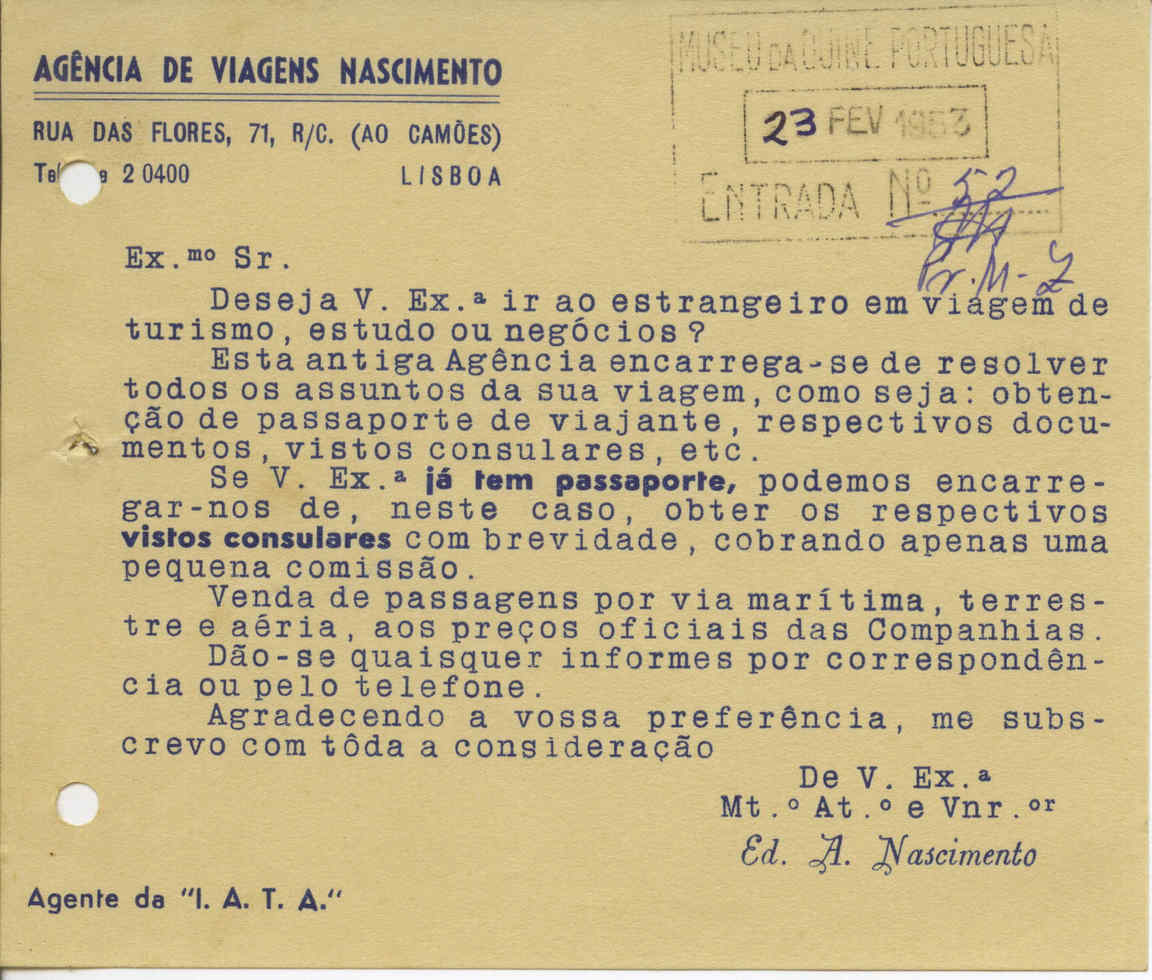 AGÊNCIA DE VIAGENS NASCIMENTO
RUA DAS FLORES, 71, R/C. (AO CAMÕES)
2 0400 LISBOA
MUSEU DA GUINÉ PORTUGUESA
23 FEV 1953
ENTRADA Nº 52
Ex.mo Sr.
Deseja V. Ex.ª ir ao estrangeiro em viagem de
turismo, estudo ou negócios?
Esta antiga Agência encarrega-se de resolver
todos os assuntos da sua viagem, como seja: obten-
ção de passaporte de viajante, respectivos docu-
mentos, vistos consulares, etc.
Se V. Ex.ª já tem passaporte, podemos encarre-
gar-nos de, neste caso, obter os respectivos
vistos consulares com brevidade, cobrando apenas uma
pequena comissão.
Venda de passagens por via marítima, terres-
tre e aéria, aos preços oficiais das Companhias.
Dão-se quaisquer informes por correspondên-
cia ou pelo telefone.
Agradecendo a vossa preferência, me subs-
crevo com tôda a consideração
De V. Ex.ª
Mt.º At.º e Vnr.or
Ed. A. Nascimento
Agente da "I. A. T. A."